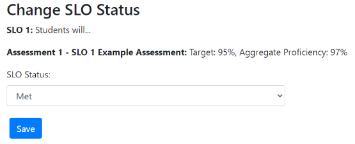 Change SLO Status
SLO 1: Students will...
Assessment 1 - SLO 1 Example Assessment: Target: 95%, Aggregate Proficiency: 97%
SLO Status:
Met
Save